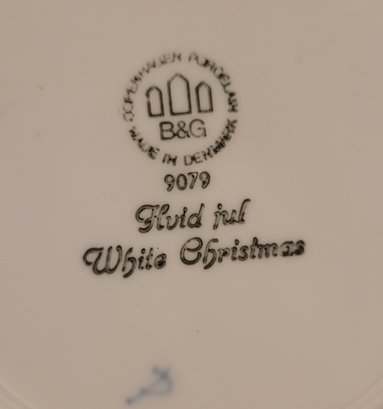 COPENHAGEN PORCELAIN
B&G
MADE IN DENMARK
9079
Hvid jul
White Christmas